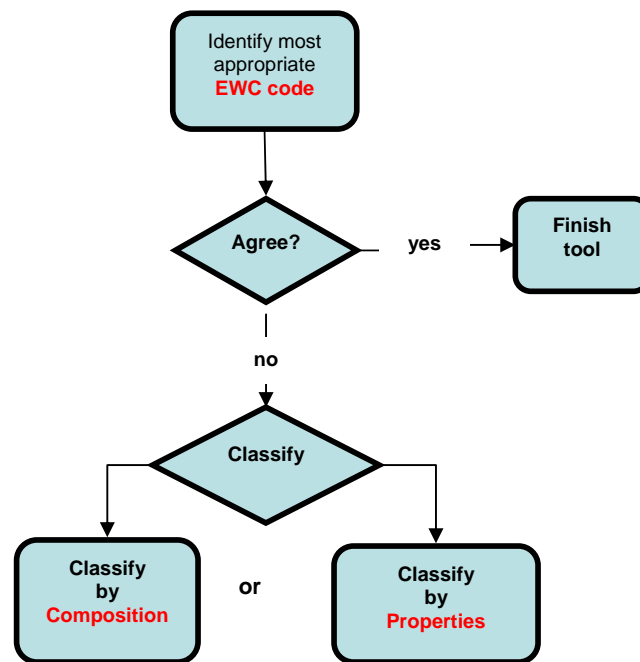 Identify most
appropriate
EWC code
Agree?
yes
Finish
tool
no
Classify
Classify
by
Composition
or
Classify
by
Properties